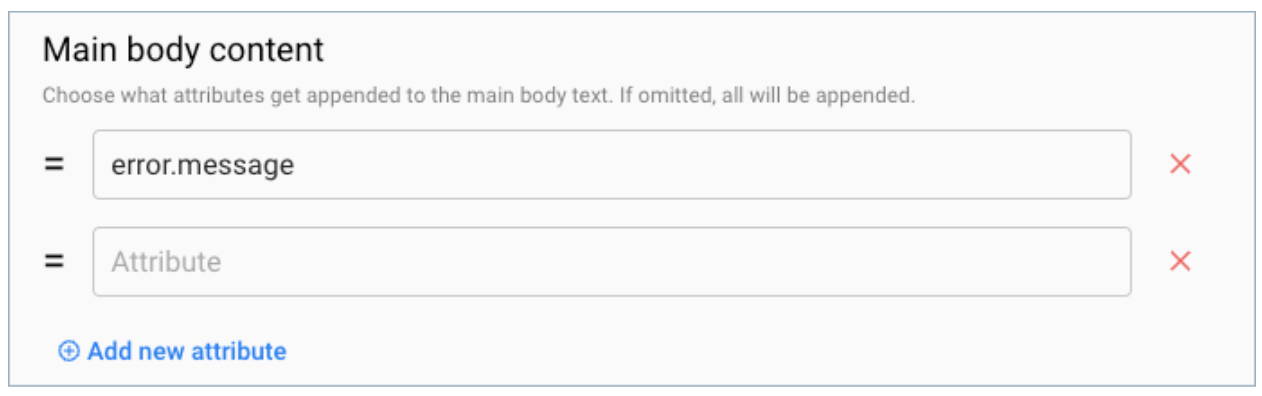 Main body content
Choose what attributes get appended to the main body text. If omitted, all will be appended.
error.message
Attribute
Add new attribute